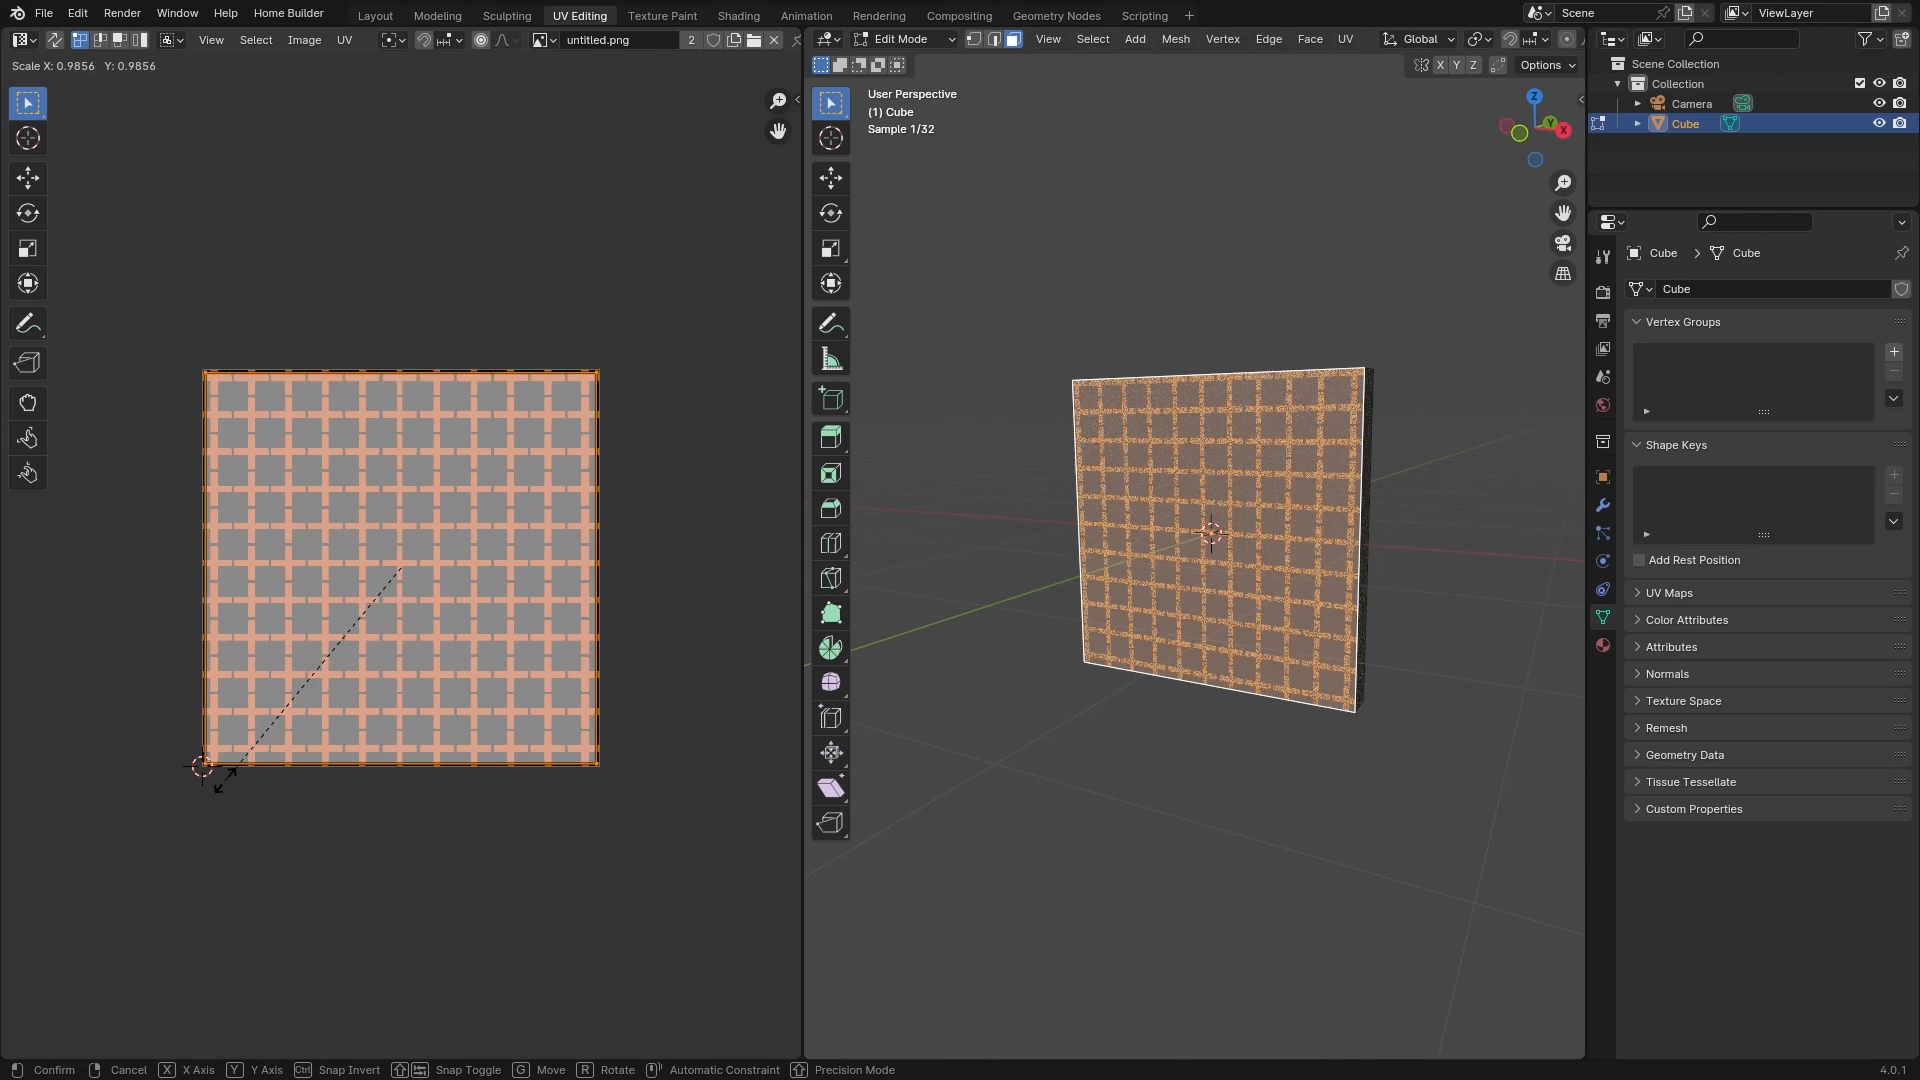 File Edit Render Window Help Home Builder Layout Modeling Sculpting UV Editing Texture Paint Shading Animation Rendering Compositing Geometry Nodes Scripting + Scene ViewLayer
View Select Image UV untitled.png 2 Edit Mode View Select Add Mesh Vertex Edge Face UV Global
Scale X: 0.9856 Y: 0.9856
X Y Z Options
User Perspective
(1) Cube
Sample 1/32
Z
Y
X
Scene Collection
Collection
Camera
Cube
Cube > Cube
Cube
Vertex Groups
Shape Keys
Add Rest Position
UV Maps
Color Attributes
Attributes
Normals
Texture Space
Remesh
Geometry Data
Tissue Tessellate
Custom Properties
Confirm Cancel X X Axis Y Y Axis Ctrl Snap Invert Snap Toggle G Move R Rotate Automatic Constraint Precision Mode 4.0.1